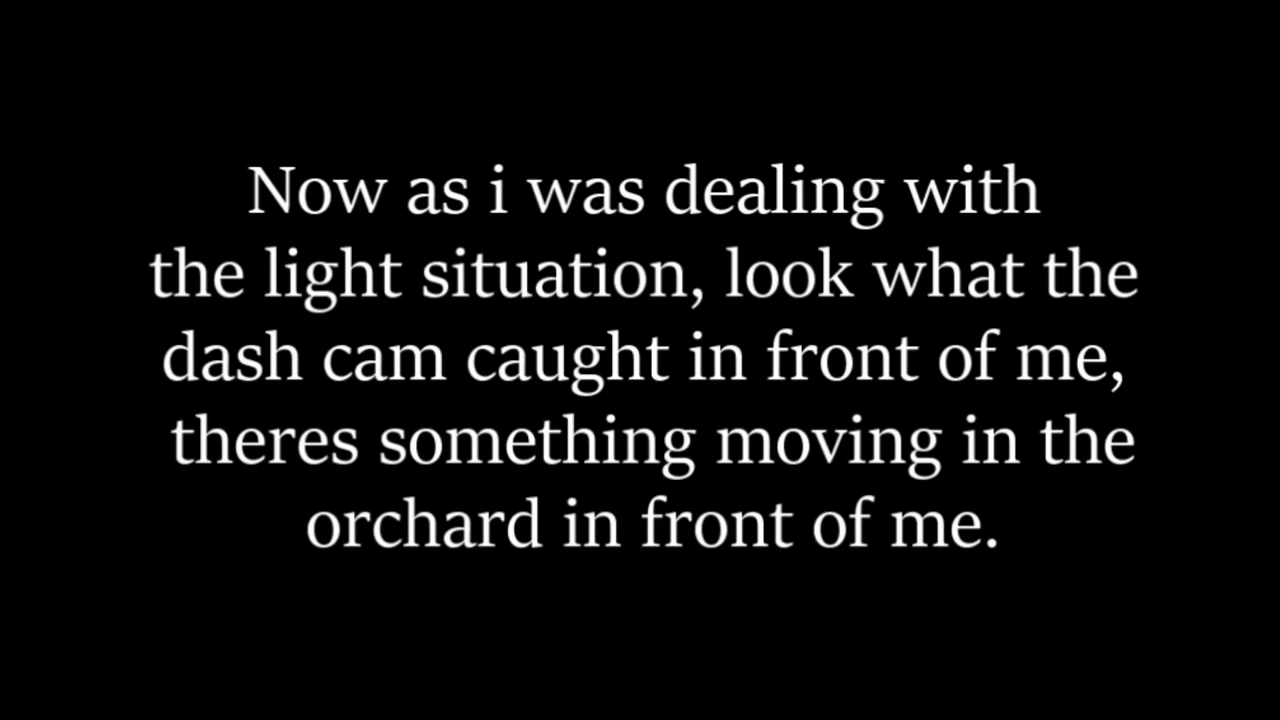 Now as i was dealing with
the light situation, look what the
dash cam caught in front of me,
theres something moving in the
orchard in front of me.